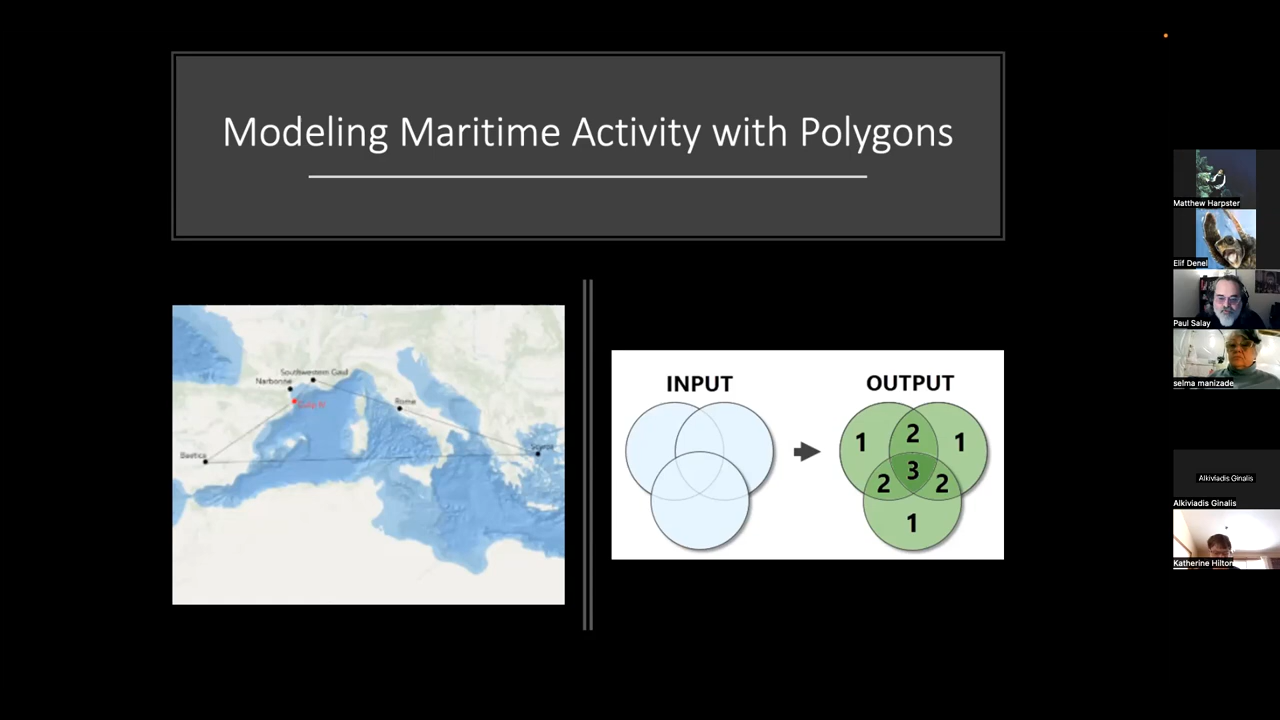 Modeling Maritime Activity with Polygons
Southwestern Gaul
Narbonne
Rome
Baetica
INPUT
OUTPUT
1
2
1
3
2
2
1
Matthew Harpster
Elif Denel
Paul Salay
selma manizade
Alkiviadis Ginalis
Alkiviadis Ginalis
Katherine Hilton